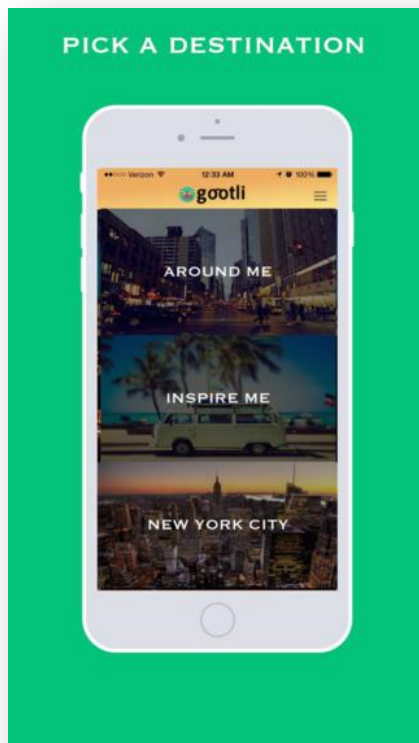 PICK A DESTINATION
Verizon 12:33 AM 100%
gootli
AROUND ME
INSPIRE ME
NEW YORK CITY